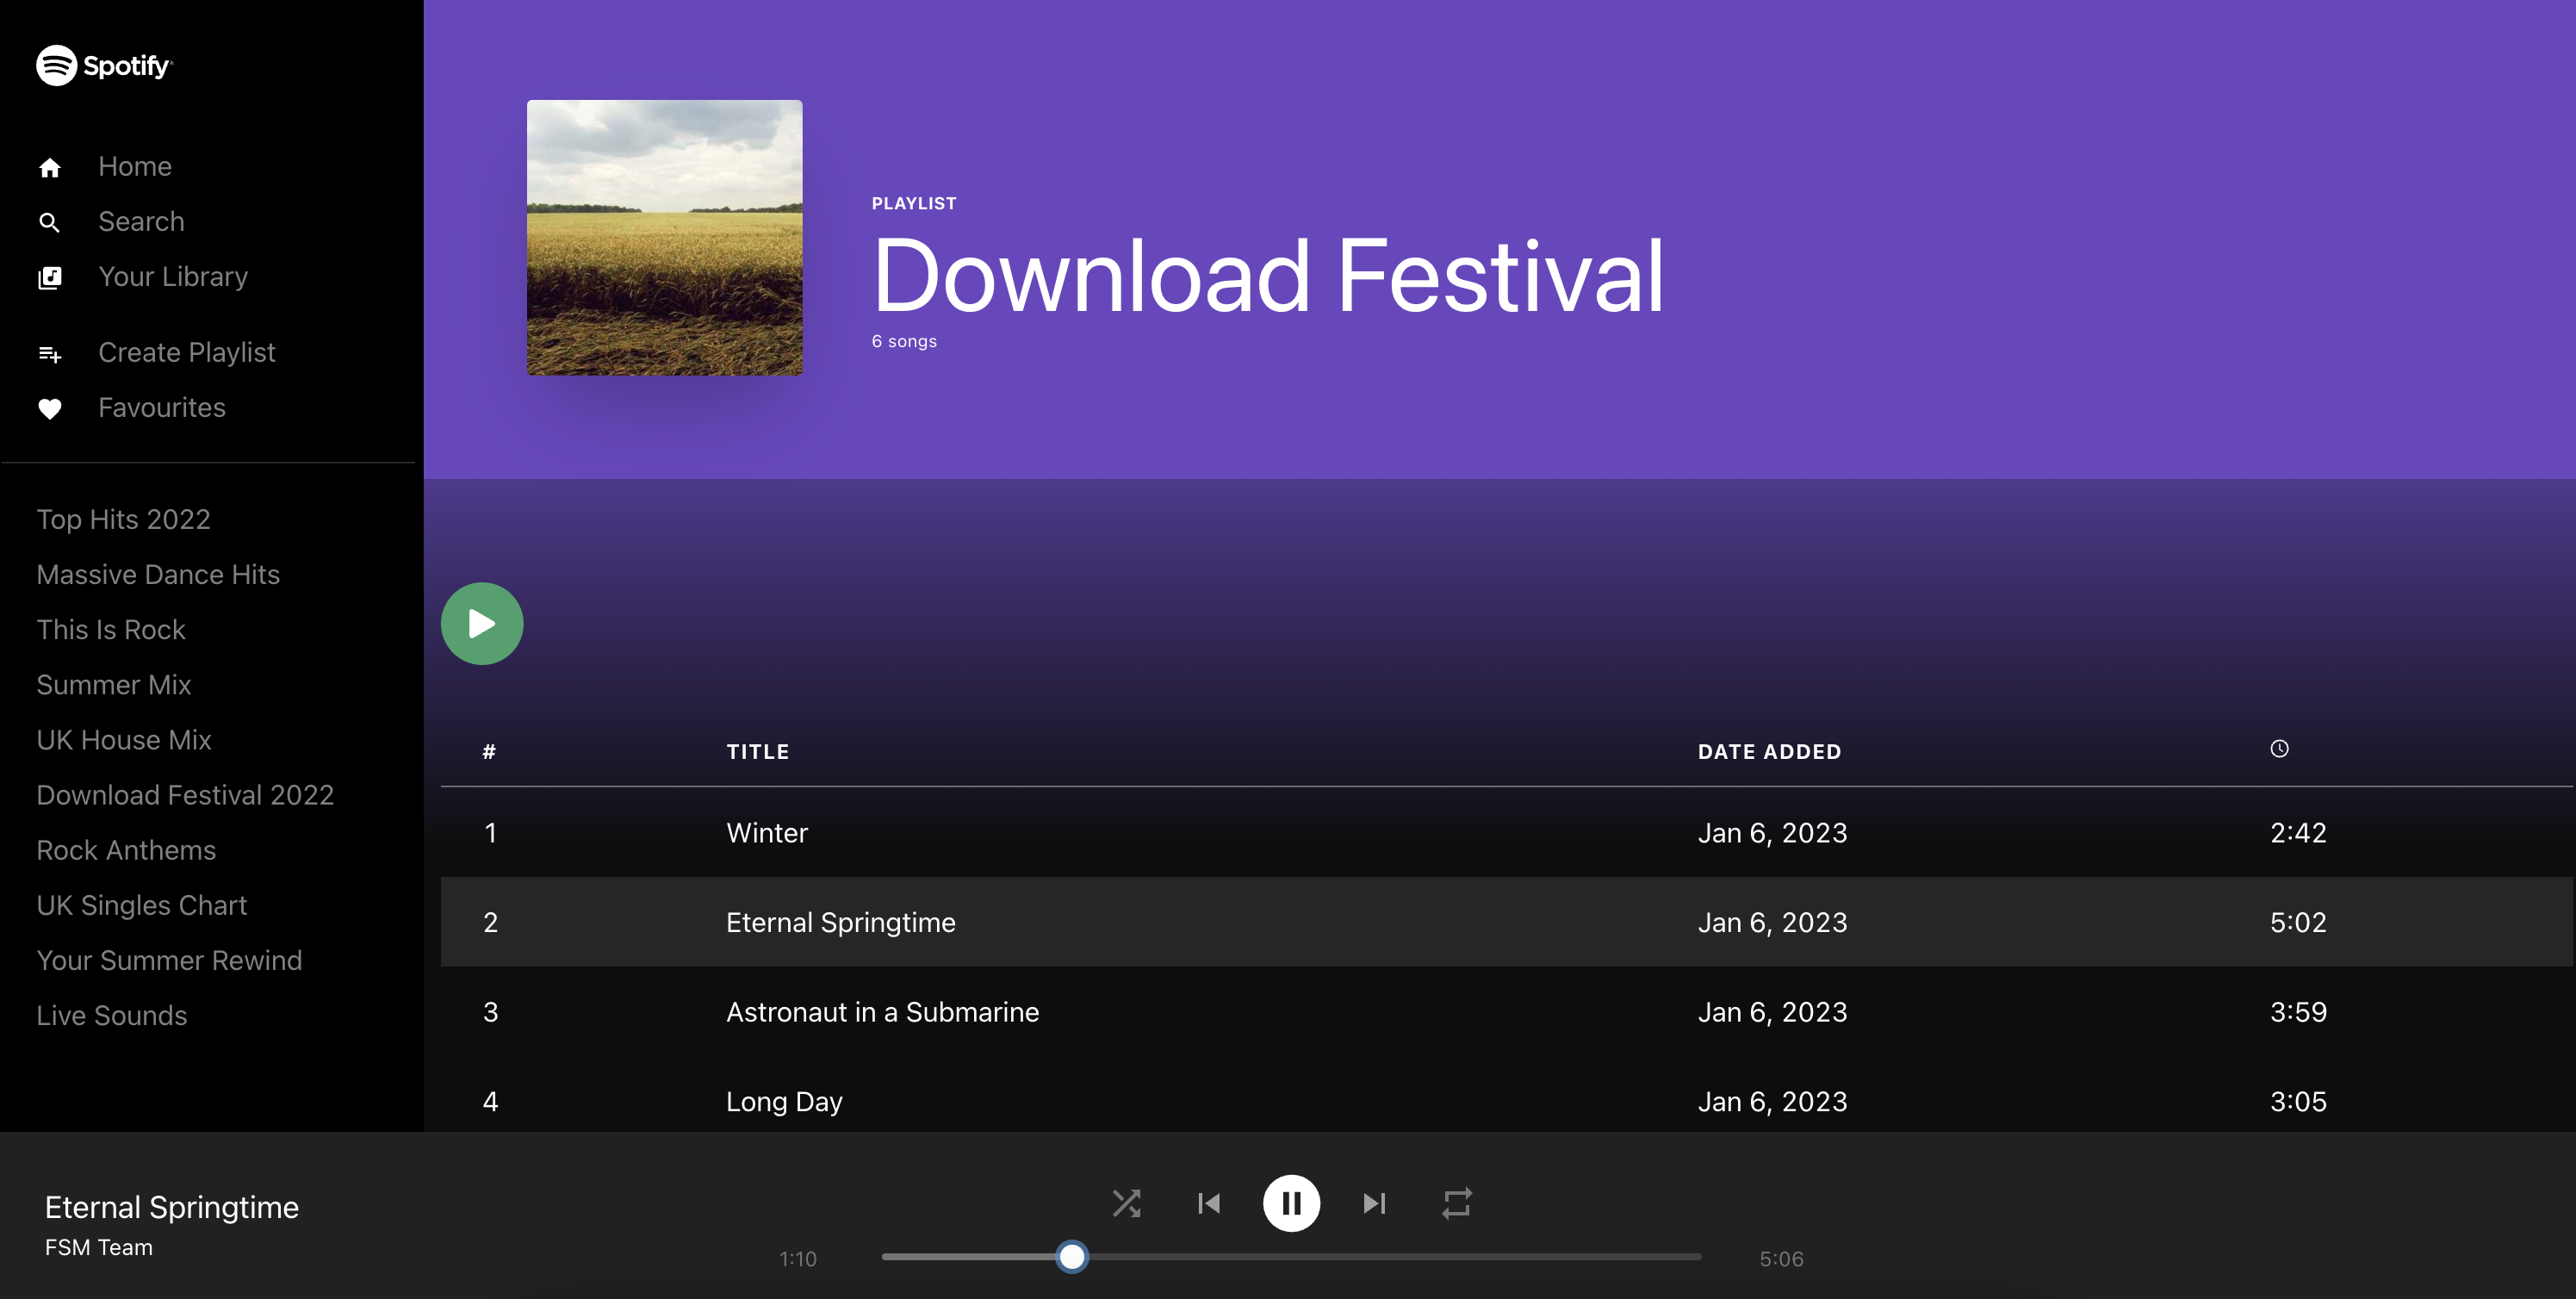 Spotify
Home
Search
Your Library
Create Playlist
Favourites
Top Hits 2022
Massive Dance Hits
This Is Rock
Summer Mix
UK House Mix
Download Festival 2022
Rock Anthems
UK Singles Chart
Your Summer Rewind
Live Sounds
PLAYLIST
Download Festival
6 songs
# TITLE DATE ADDED
1 Winter Jan 6, 2023 2:42
2 Eternal Springtime Jan 6, 2023 5:02
3 Astronaut in a Submarine Jan 6, 2023 3:59
4 Long Day Jan 6, 2023 3:05
Eternal Springtime
FSM Team
1:10 5:06